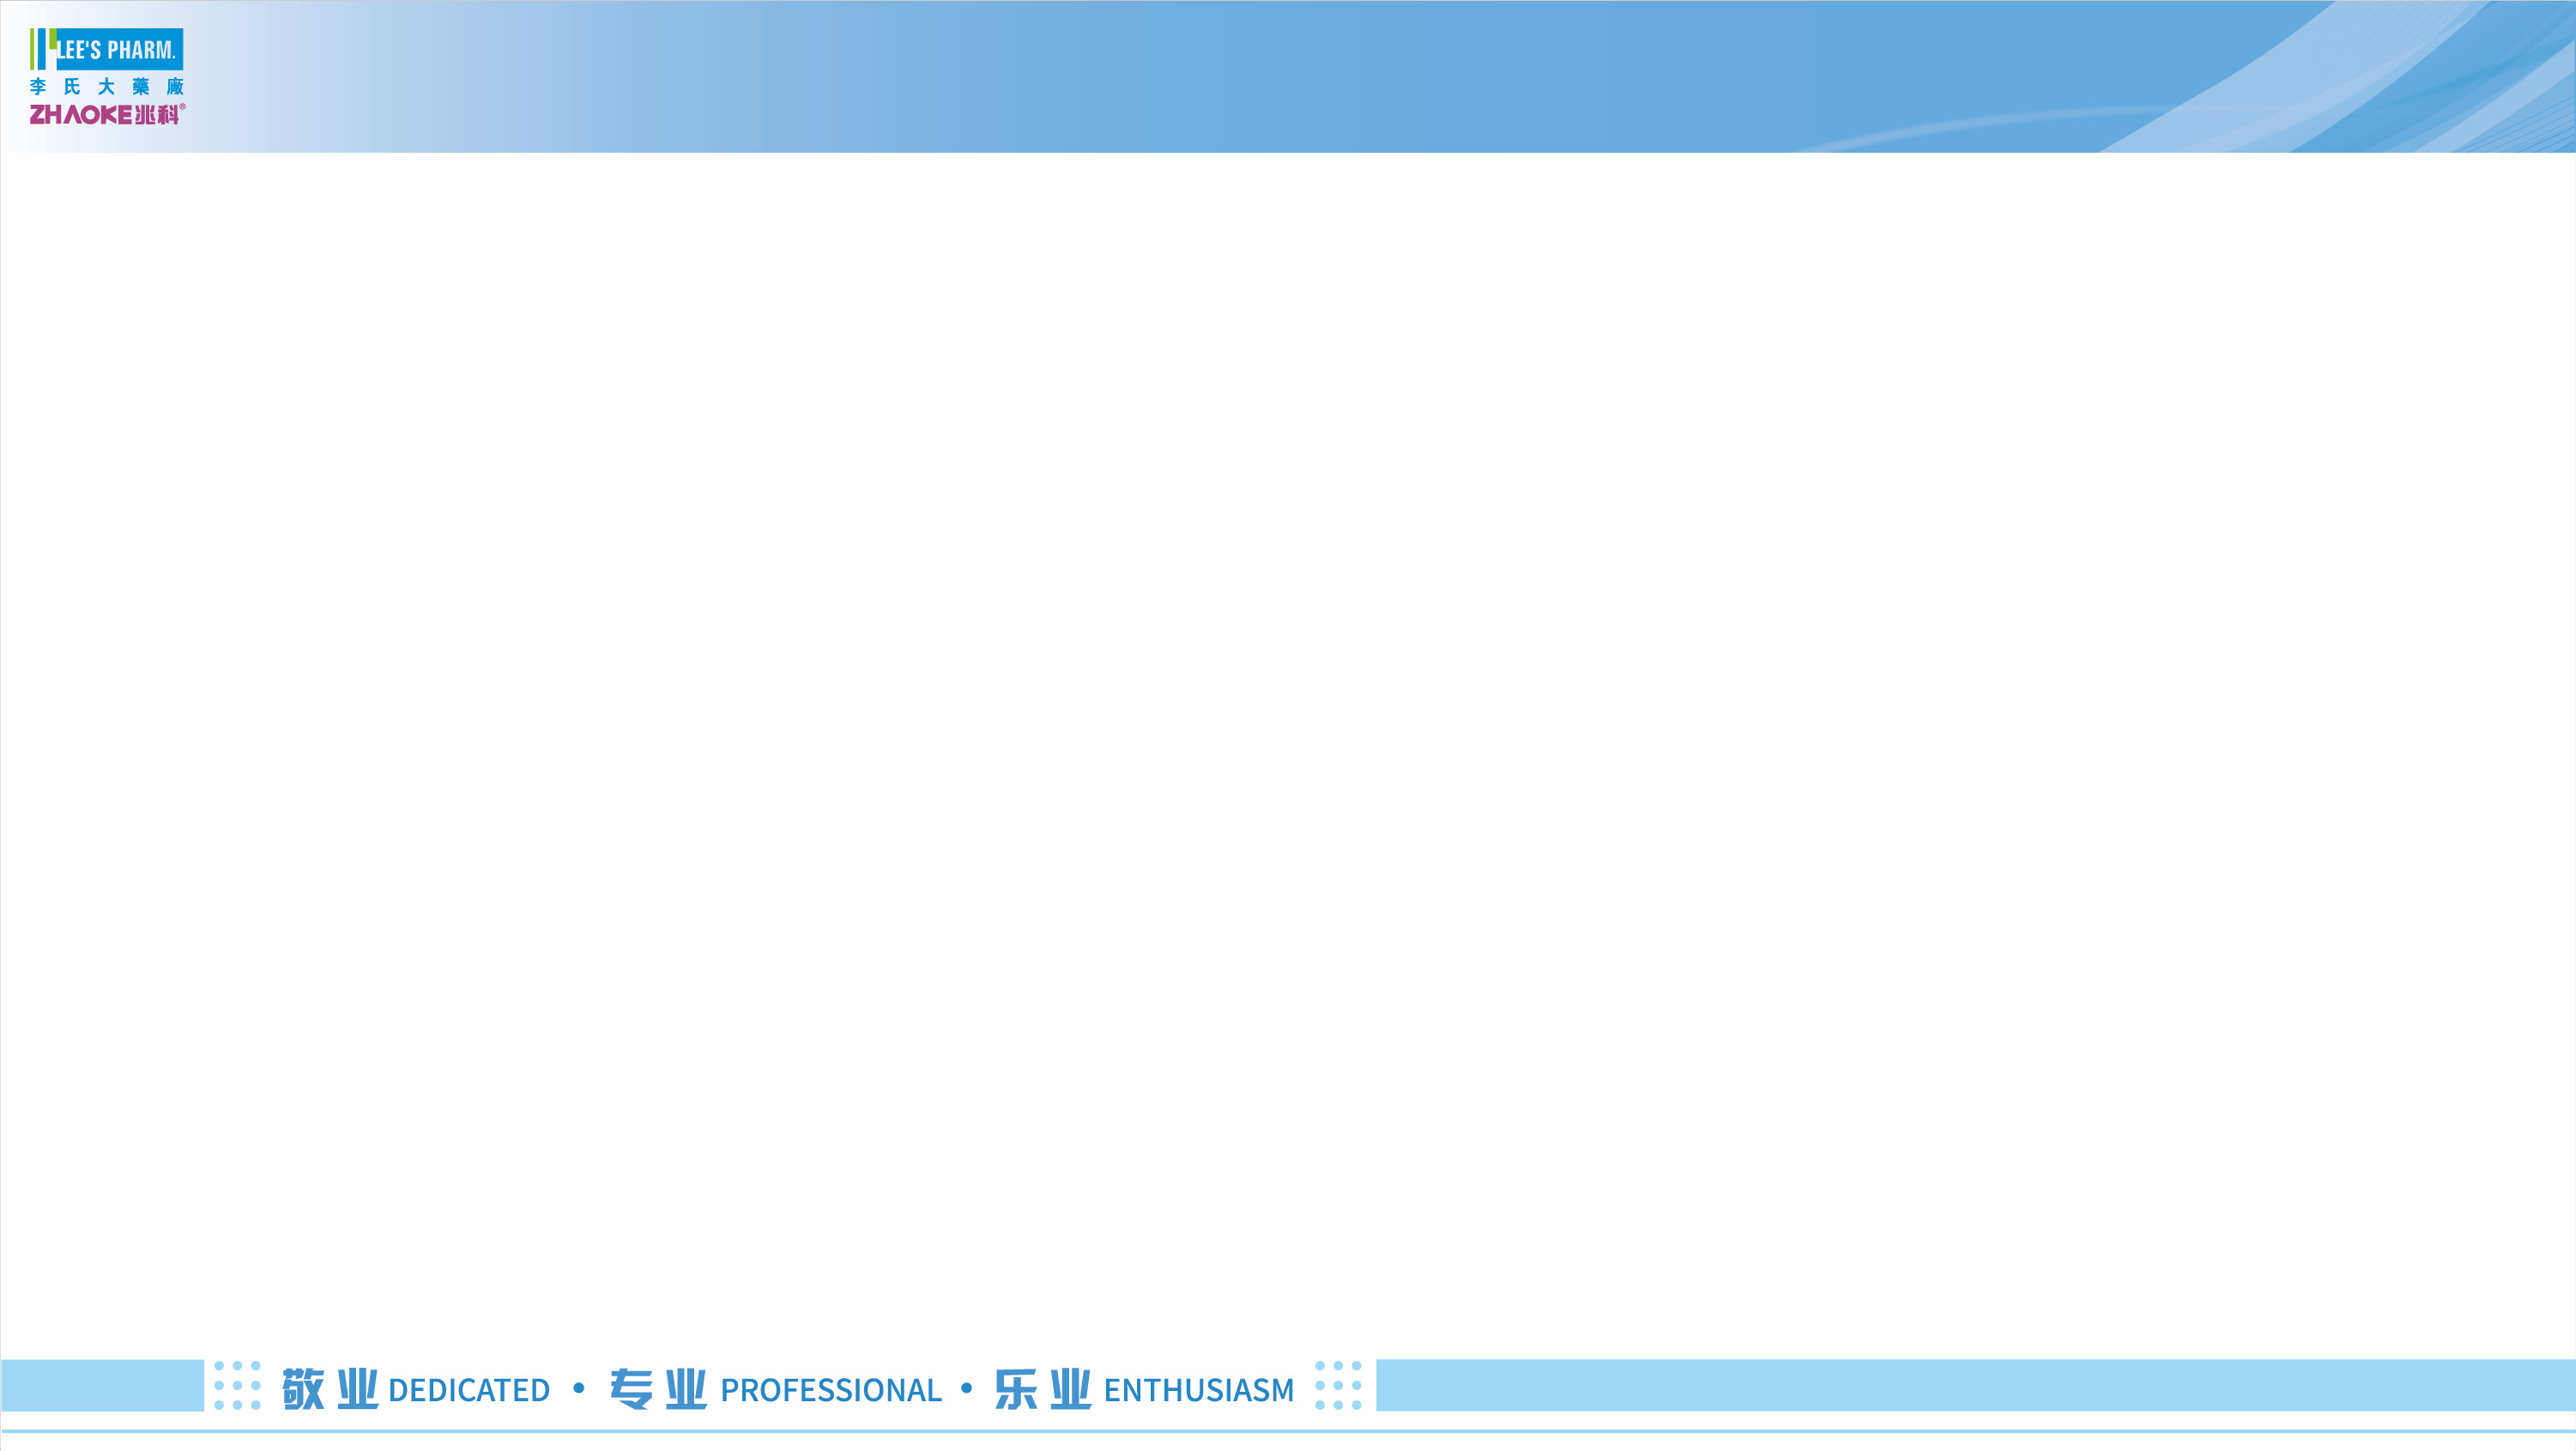 LEE'S PHARM.
李氏大藥廠
ZHAOKE兆科®
敬业 DEDICATED • 专业 PROFESSIONAL • 乐业 ENTHUSIASM